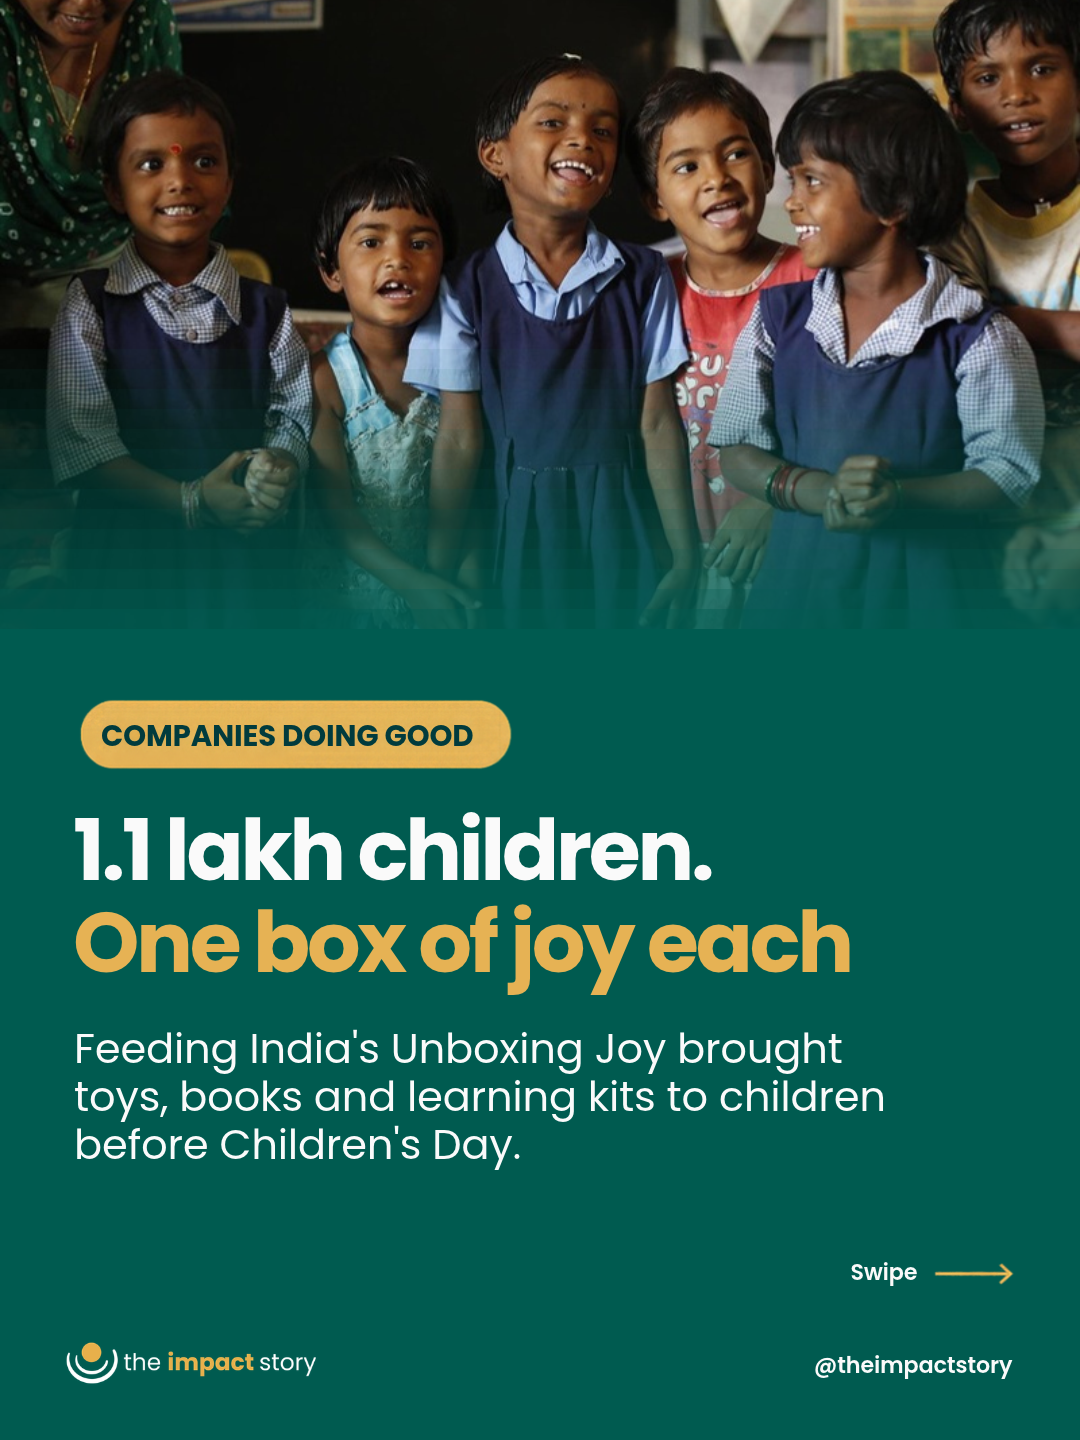 COMPANIES DOING GOOD
1.1 lakh children.
One box of joy each
Feeding India's Unboxing Joy brought
toys, books and learning kits to children
before Children's Day.
Swipe
the impact story
@theimpactstory